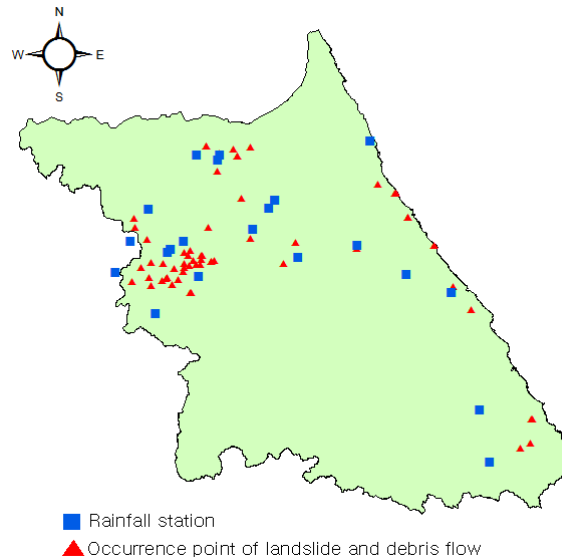 N
W E
S
Rainfall station
Occurrence point of landslide and debris flow